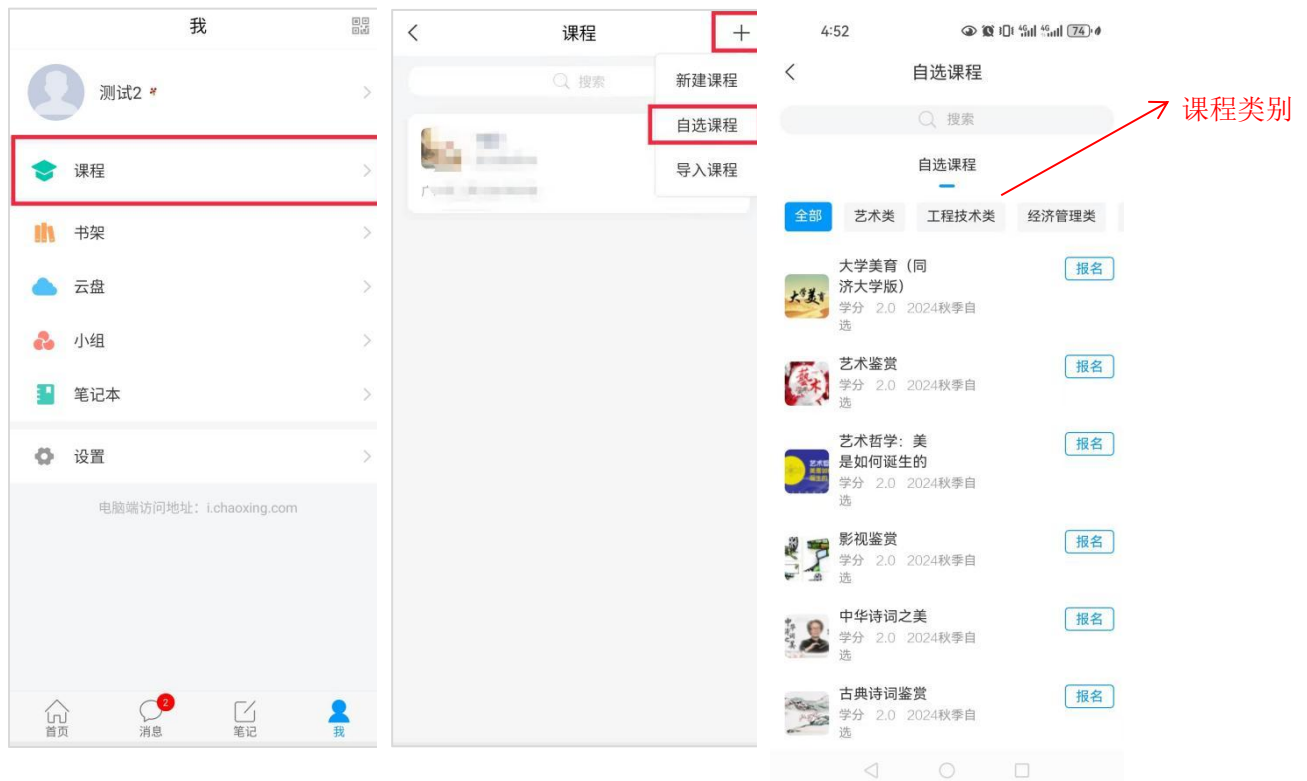 我
测试2
课程
书架
云盘
小组
笔记本
设置
电脑端访问地址：i.chaoxing.com
首页
2
消息
笔记
我
课程
搜索
新建课程
自选课程
导入课程
4:52
4G
4G
74
自选课程
搜索
课程类别
自选课程
全部
艺术类
工程技术类
经济管理类
大学美育（同
济大学版）
学分 2.0 2024秋季自
选
报名
大学美育
艺术鉴赏
学分 2.0 2024秋季自
选
报名
藝术
艺术哲学：美
是如何诞生的
学分 2.0 2024秋季自
选
报名
影视鉴赏
学分 2.0 2024秋季自
选
报名
中华诗词之美
学分 2.0 2024秋季自
选
报名
古典诗词鉴赏
学分 2.0 2024秋季自
选
报名